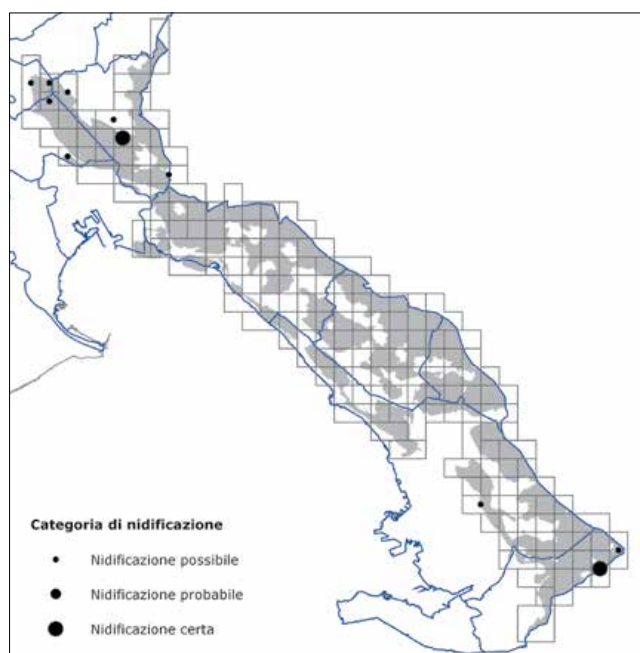 Categoria di nidificazione
Nidificazione possibile
Nidificazione probabile
Nidificazione certa